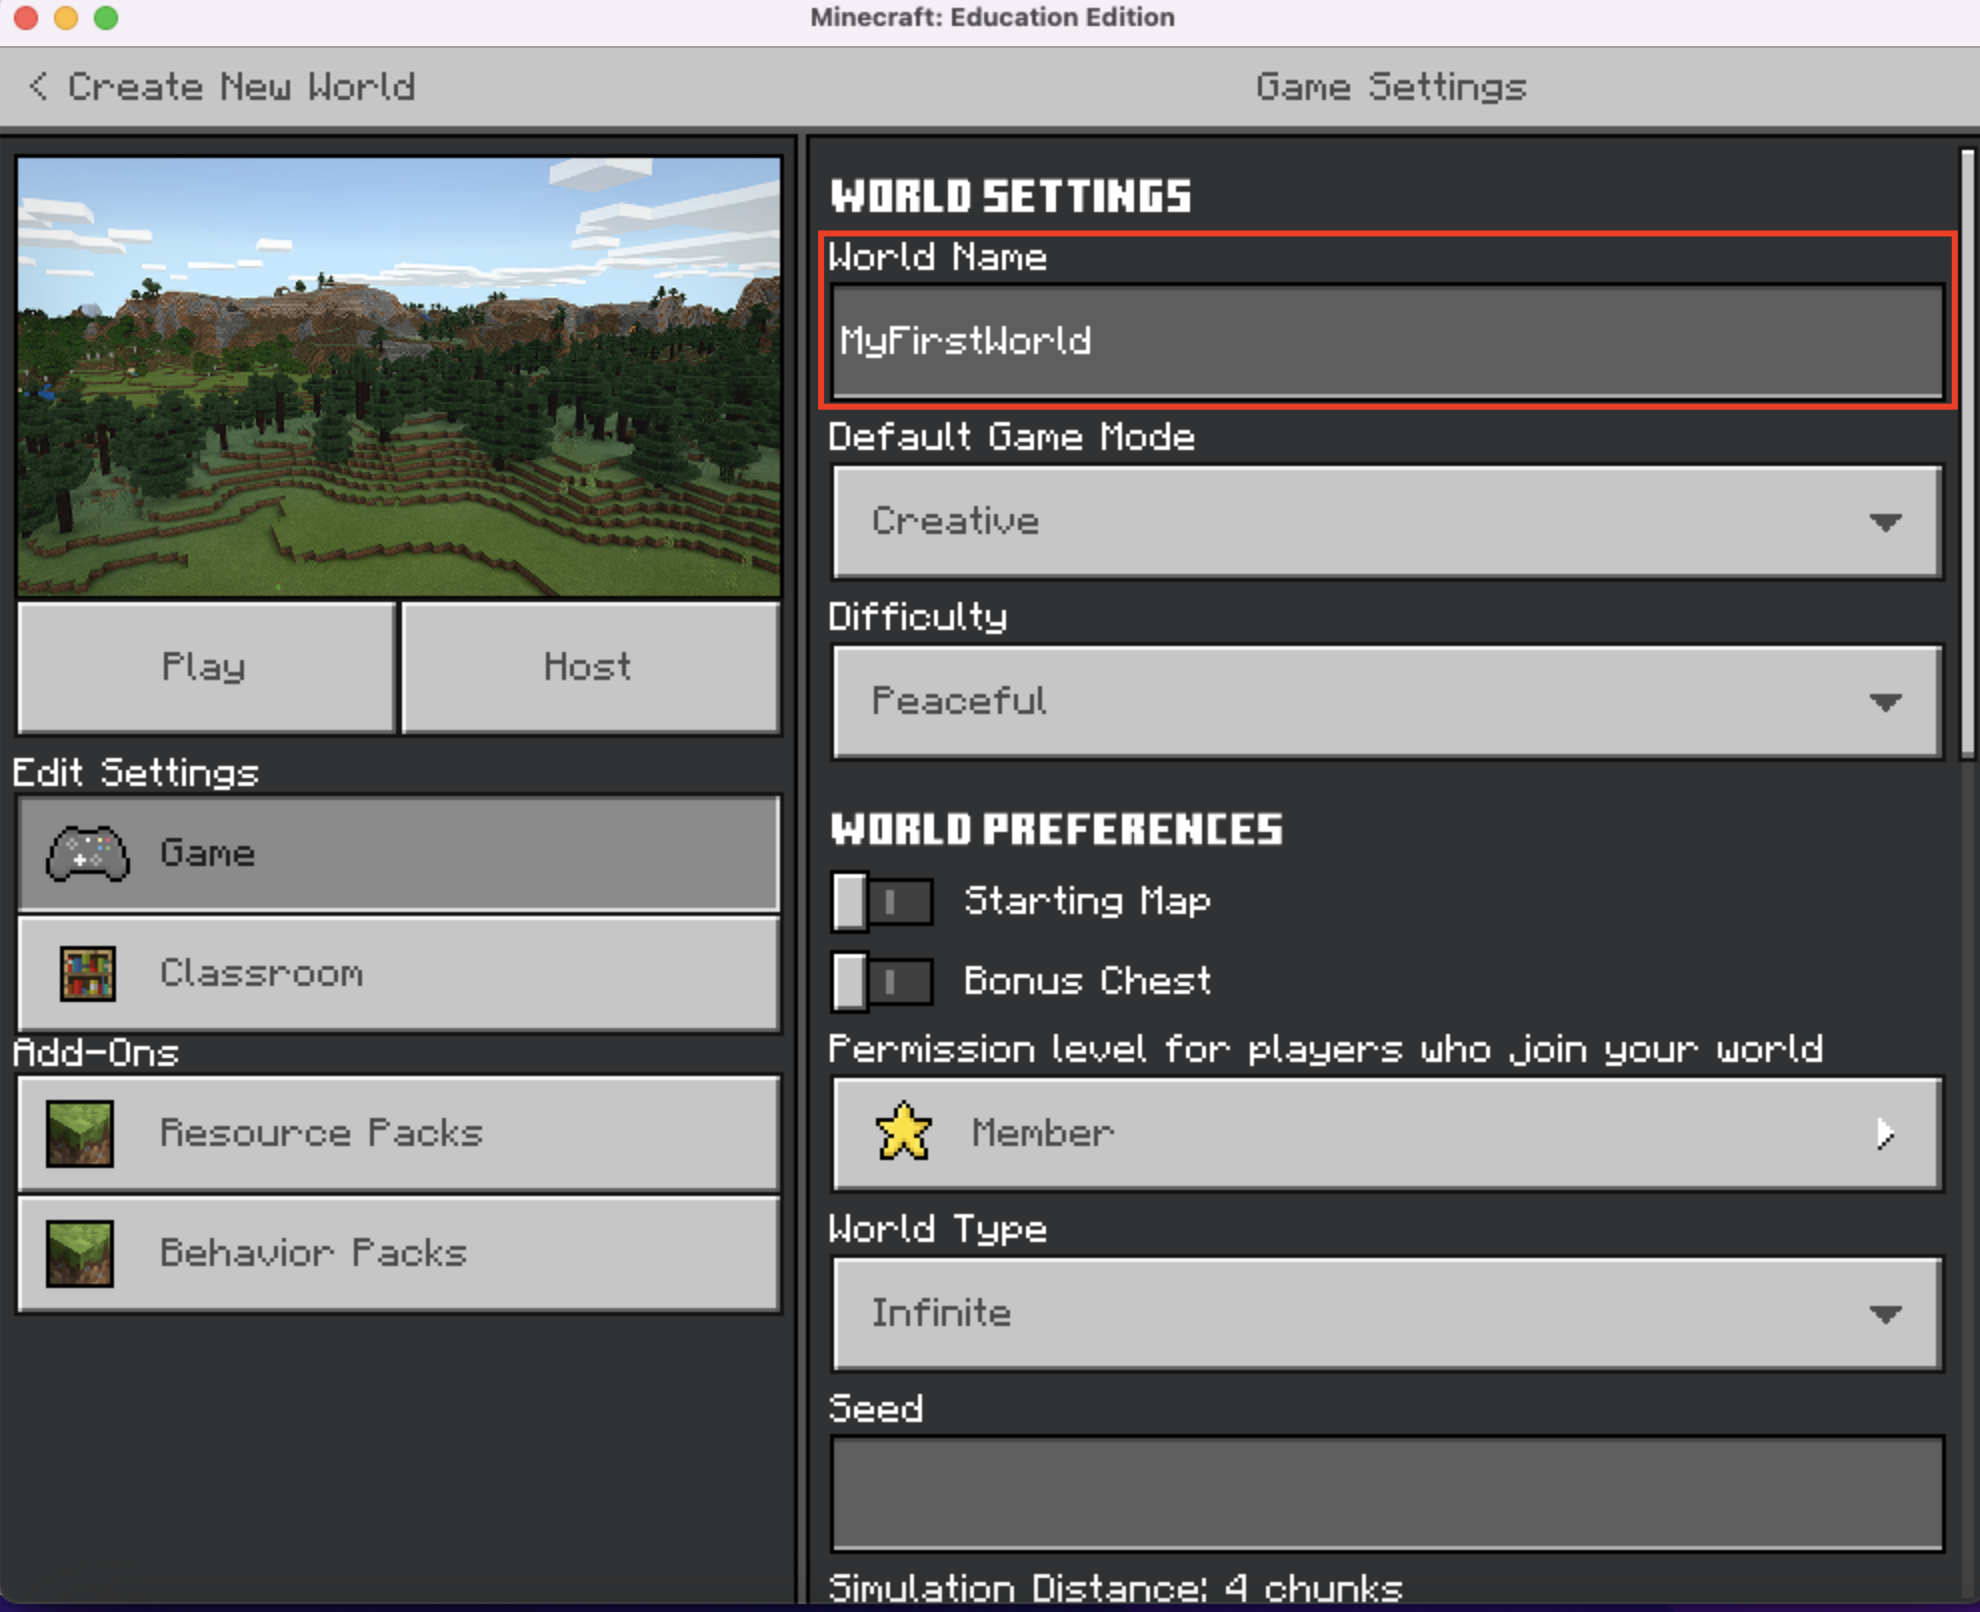 Minecraft: Education Edition
< Create New World
Game Settings
Play
Host
Edit Settings
Game
Classroom
Add-Ons
Resource Packs
Behavior Packs
WORLD SETTINGS
World Name
MyFirstWorld
Default Game Mode
Creative
Difficulty
Peaceful
WORLD PREFERENCES
Starting Map
Bonus Chest
Permission level for players who join your world
Member
World Type
Infinite
Seed
Simulation Distance: 4 chunks